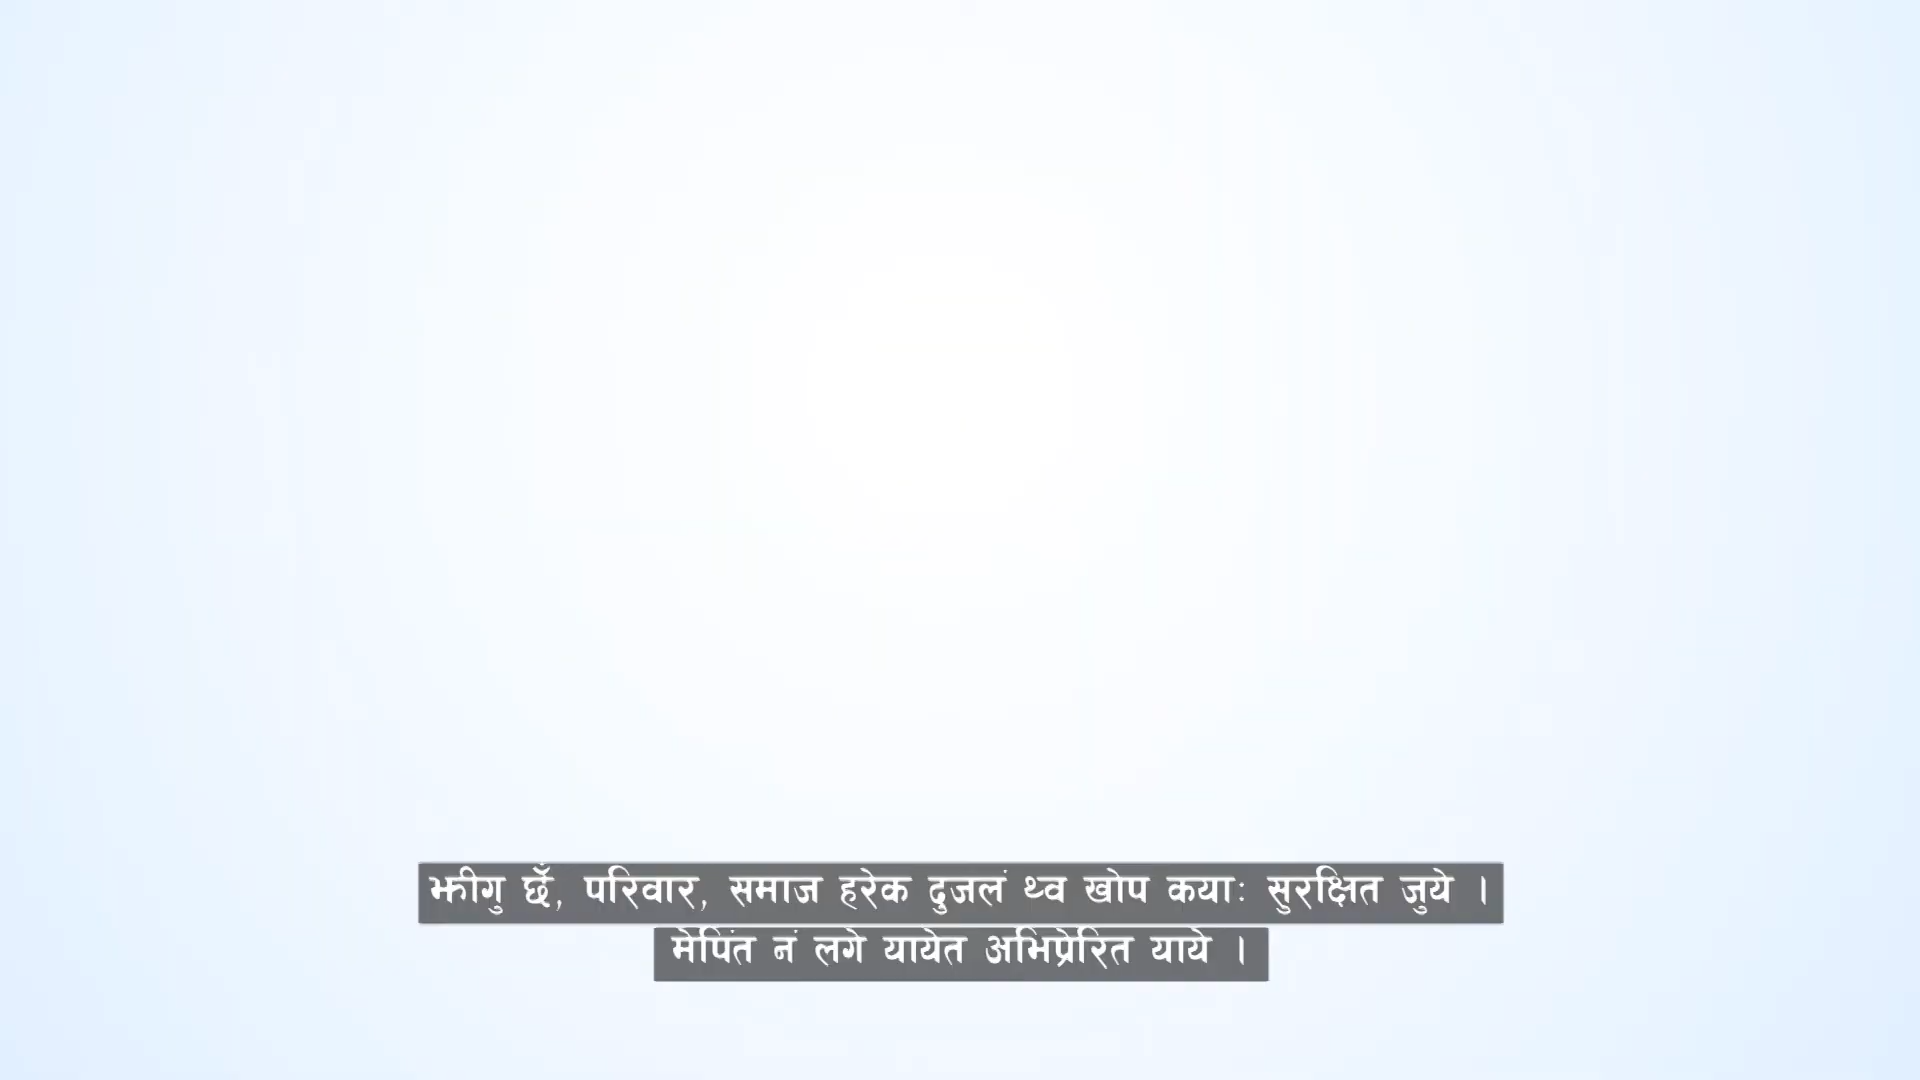 झीगु छेँ, परिवार, समाज हरेक दुजलं थ्व खोप कयाः सुरक्षित जुये ।
मेपिंत नं लगे यायेत अभिप्रेरित याये ।